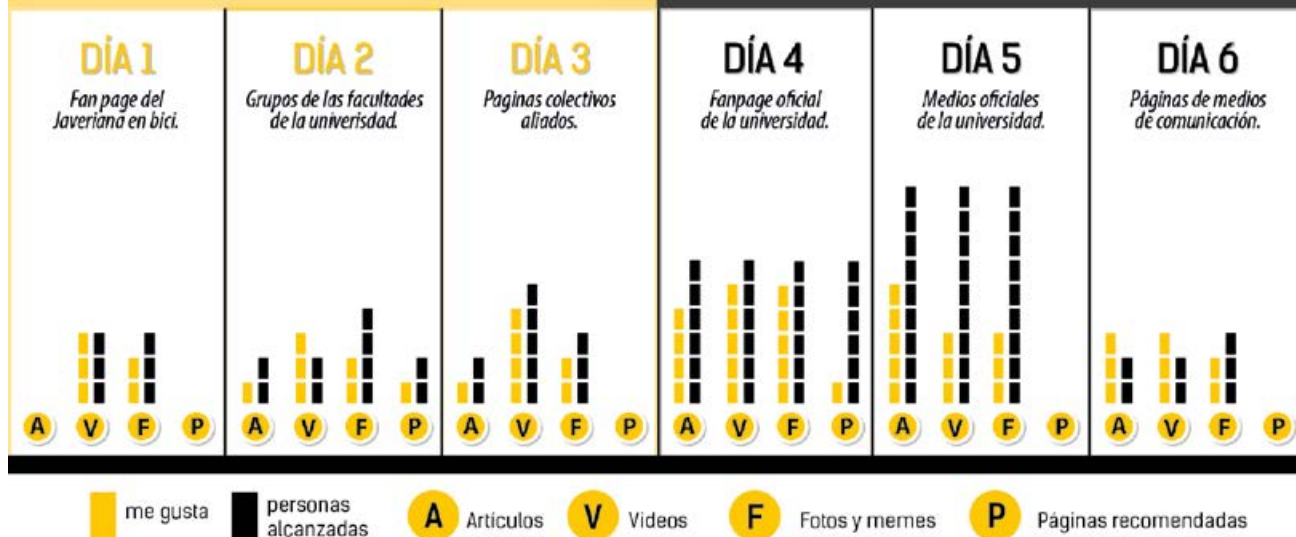 DÍA 1
Fan page del
Javeriana en bici.
DÍA 2
Grupos de las facultades
de la univerisdad.
DÍA 3
Paginas colectivos
aliados.
DÍA 4
Fanpage oficial
de la universidad.
DÍA 5
Medios oficiales
de la universidad.
DÍA 6
Páginas de medios
de comunicación.
A V F P
A V F P
A V F P
A V F P
A V F P
A V F P
me gusta
personas
alcanzadas
A Artículos
V Videos
F Fotos y memes
P Páginas recomendadas